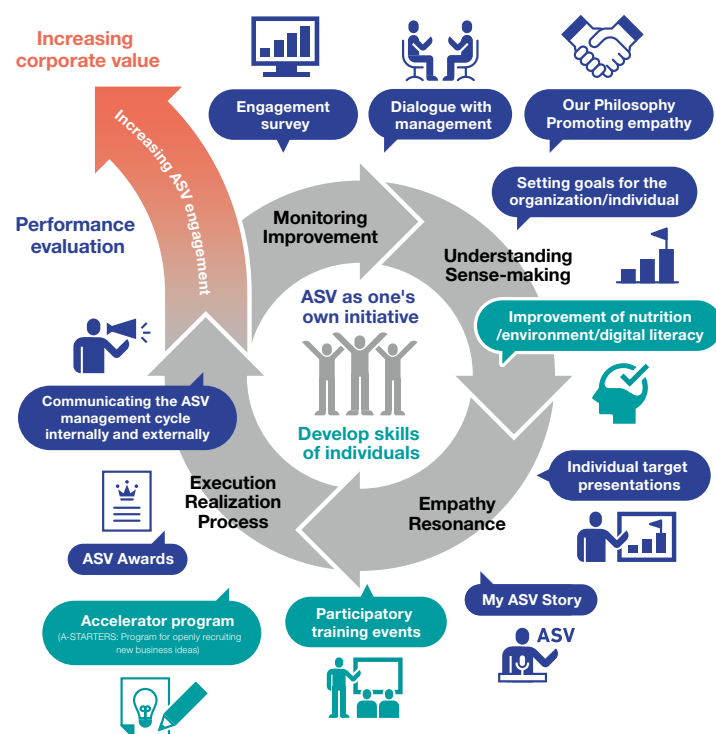 Increasing
corporate value
Increasing ASV engagement
Performance
evaluation
Engagement
survey
Dialogue with
management
Our Philosophy
Promoting empathy
Setting goals for the
organization/individual
Monitoring
Improvement
Understanding
Sense-making
ASV as one's
own initiative
Improvement of nutrition
/environment/digital literacy
Develop skills
of individuals
Communicating the ASV
management cycle
internally and externally
Individual target
presentations
Execution
Realization
Process
Empathy
Resonance
ASV Awards
My ASV Story
ASV
Accelerator program
(A-STARTERS: Program for openly recruiting
new business ideas)
Participatory
training events